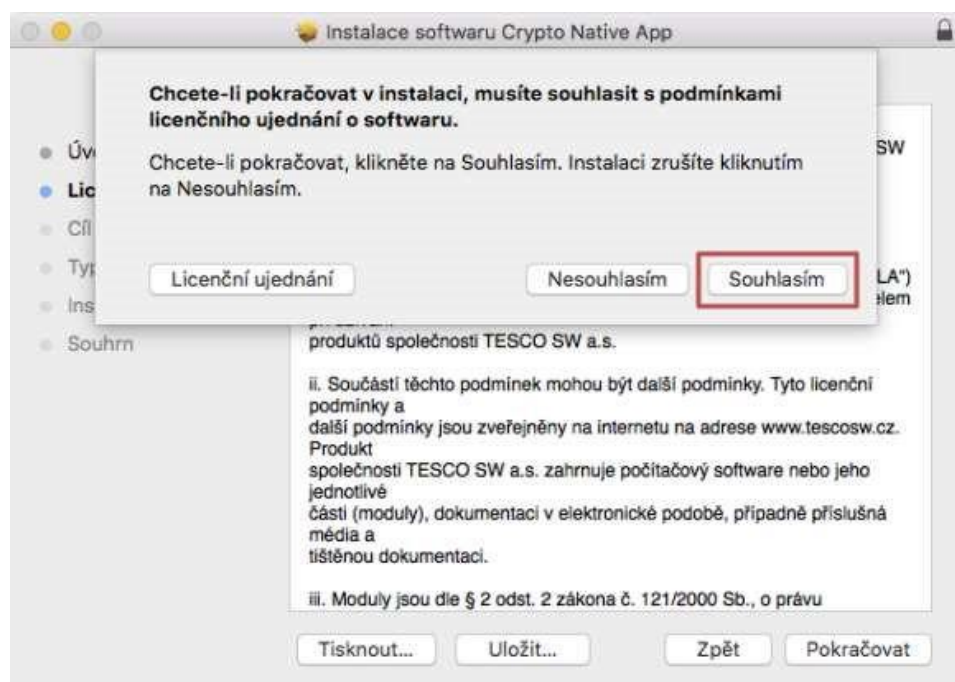 Instalace softwaru Crypto Native App
Chcete-li pokračovat v instalaci, musíte souhlasit s podmínkami
licenčního ujednání o softwaru.
Chcete-li pokračovat, klikněte na Souhlasím. Instalaci zrušíte kliknutím
na Nesouhlasím.
Licenční ujednání
Nesouhlasím
Souhlasím
Úv
Lic
Cíl
Typ
Ins
Souhrn
SW
LA")
elem
produktů společnosti TESCO SW a.s.
ii. Součástí těchto podmínek mohou být další podmínky. Tyto licenční
podmínky a
další podmínky jsou zveřejněny na internetu na adrese www.tescosw.cz.
Produkt
společnosti TESCO SW a.s. zahrnuje počítačový software nebo jeho
jednotlivé
části (moduly), dokumentaci v elektronické podobě, případně příslušná
média a
tištěnou dokumentaci.
iii. Moduly jsou dle § 2 odst. 2 zákona č. 121/2000 Sb., o právu
Tisknout...
Uložit...
Zpět
Pokračovat